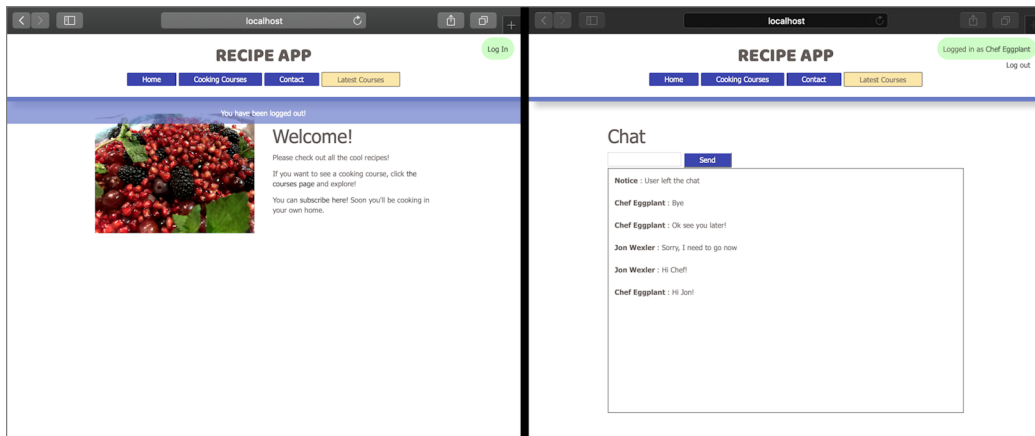 localhost
RECIPE APP
Log In
Home Cooking Courses Contact Latest Courses
You have been logged out!
Welcome!
Please check out all the cool recipes!
If you want to see a cooking course, click the
courses page and explore!
You can subscribe here! Soon you'll be cooking in
your own home.
localhost
RECIPE APP
Logged in as Chef Eggplant
Log out
Home Cooking Courses Contact Latest Courses
Chat
Send
Notice : User left the chat
Chef Eggplant : Bye
Chef Eggplant : Ok see you later!
Jon Wexler : Sorry, I need to go now
Jon Wexler : Hi Chef!
Chef Eggplant : Hi Jon!